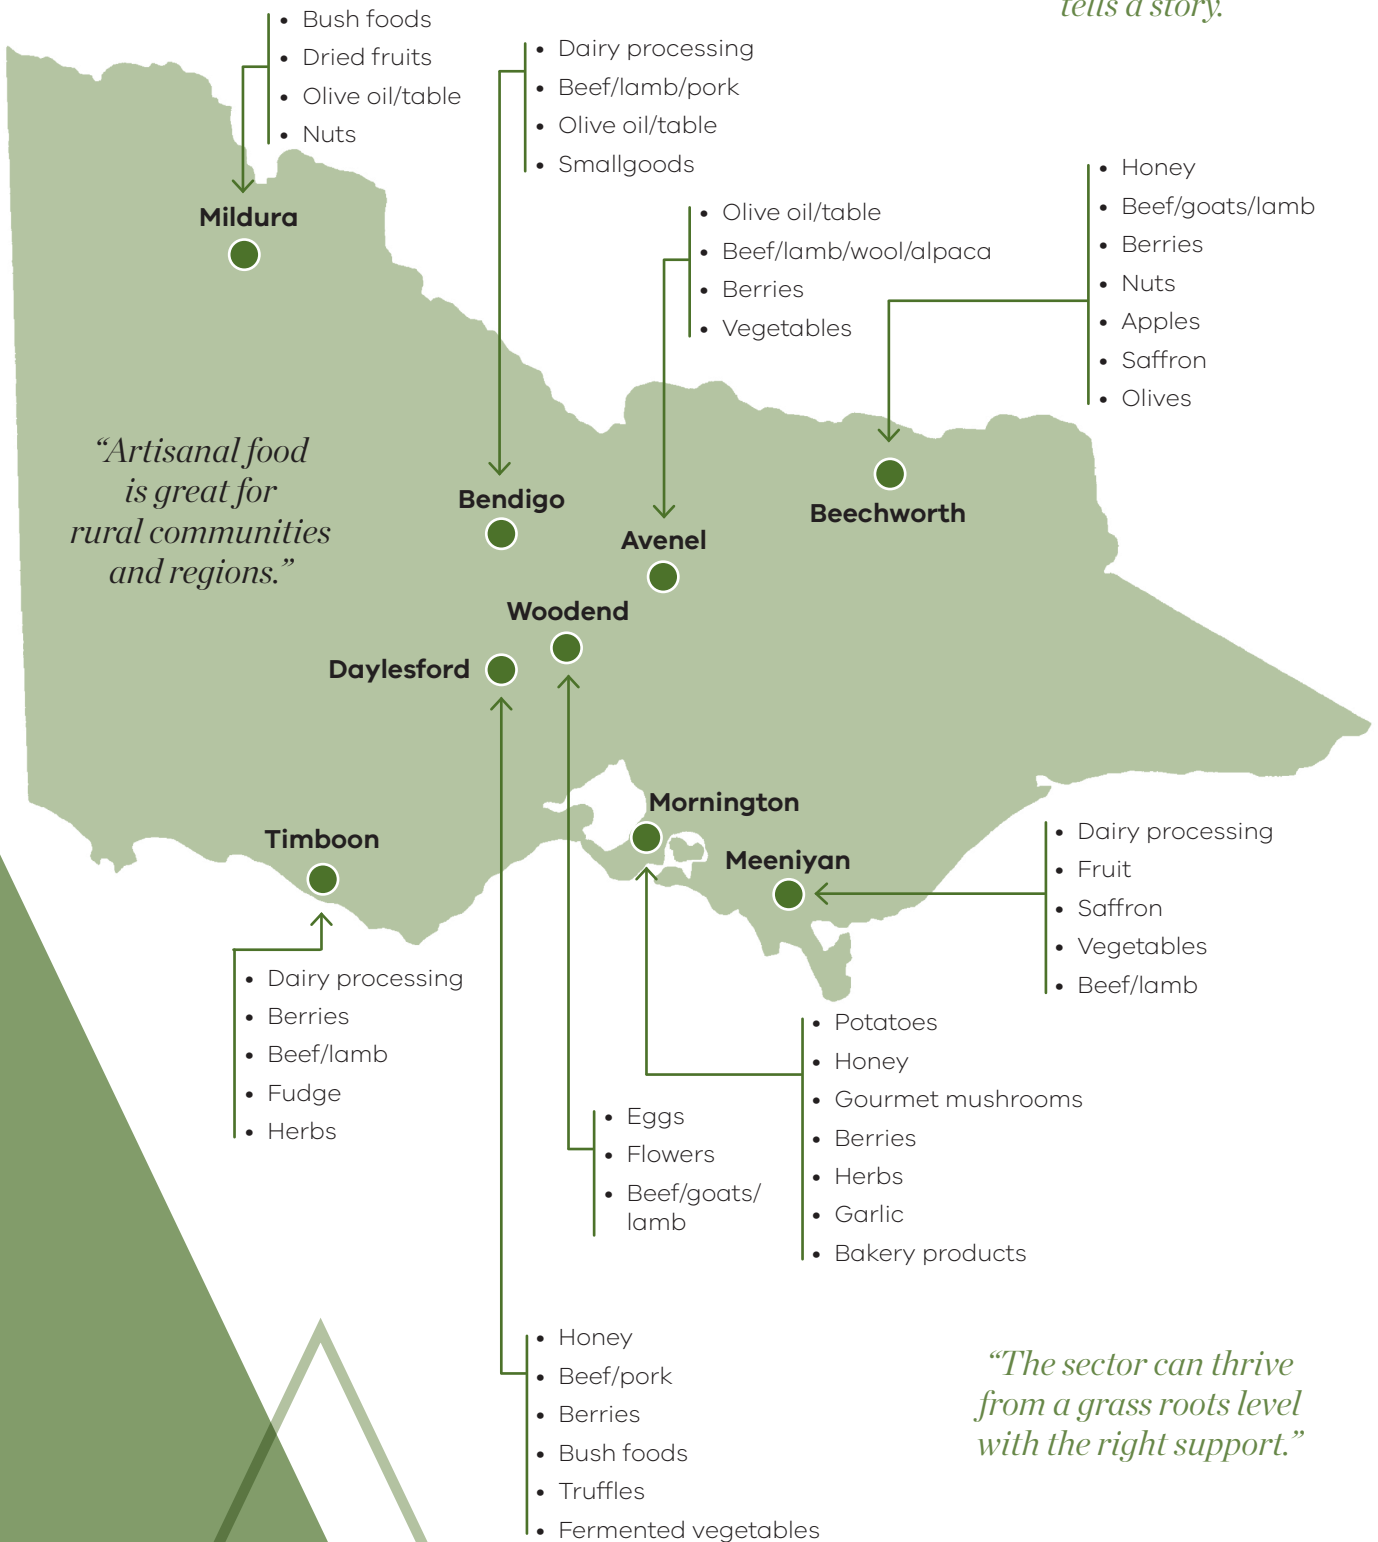 tells a story.
• Bush foods
• Dried fruits
• Olive oil/table
• Nuts
Mildura
• Dairy processing
• Beef/lamb/pork
• Olive oil/table
• Smallgoods
Bendigo
• Olive oil/table
• Beef/lamb/wool/alpaca
• Berries
• Vegetables
Avenel
• Honey
• Beef/goats/lamb
• Berries
• Nuts
• Apples
• Saffron
• Olives
Beechworth
“Artisanal food
is great for
rural communities
and regions.”
Woodend
Daylesford
Mornington
Timboon
Meeniyan
• Dairy processing
• Fruit
• Saffron
• Vegetables
• Beef/lamb
• Dairy processing
• Berries
• Beef/lamb
• Fudge
• Herbs
• Potatoes
• Honey
• Gourmet mushrooms
• Berries
• Herbs
• Garlic
• Bakery products
• Eggs
• Flowers
• Beef/goats/
lamb
• Honey
• Beef/pork
• Berries
• Bush foods
• Truffles
• Fermented vegetables
“The sector can thrive
from a grass roots level
with the right support.”